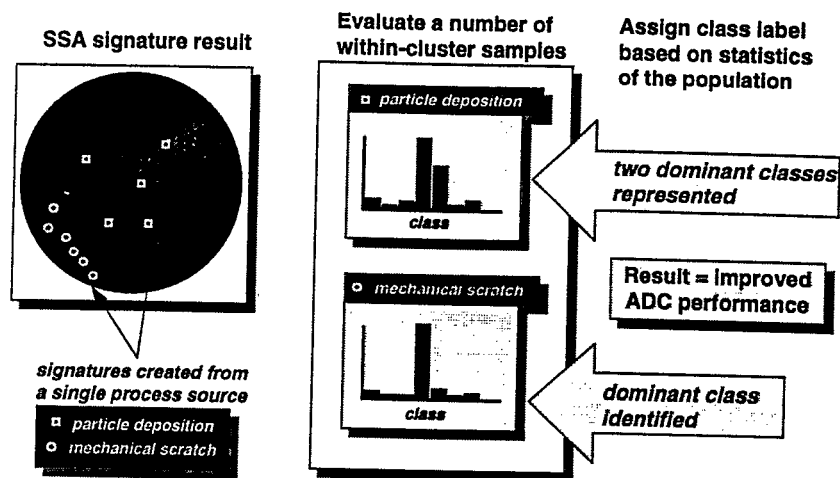 SSA signature result
signatures created from
a single process source
particle deposition
mechanical scratch
Evaluate a number of
within-cluster samples
particle deposition
class
mechanical scratch
class
Assign class label
based on statistics
of the population
two dominant classes
represented
Result = improved
ADC performance
dominant class
identified